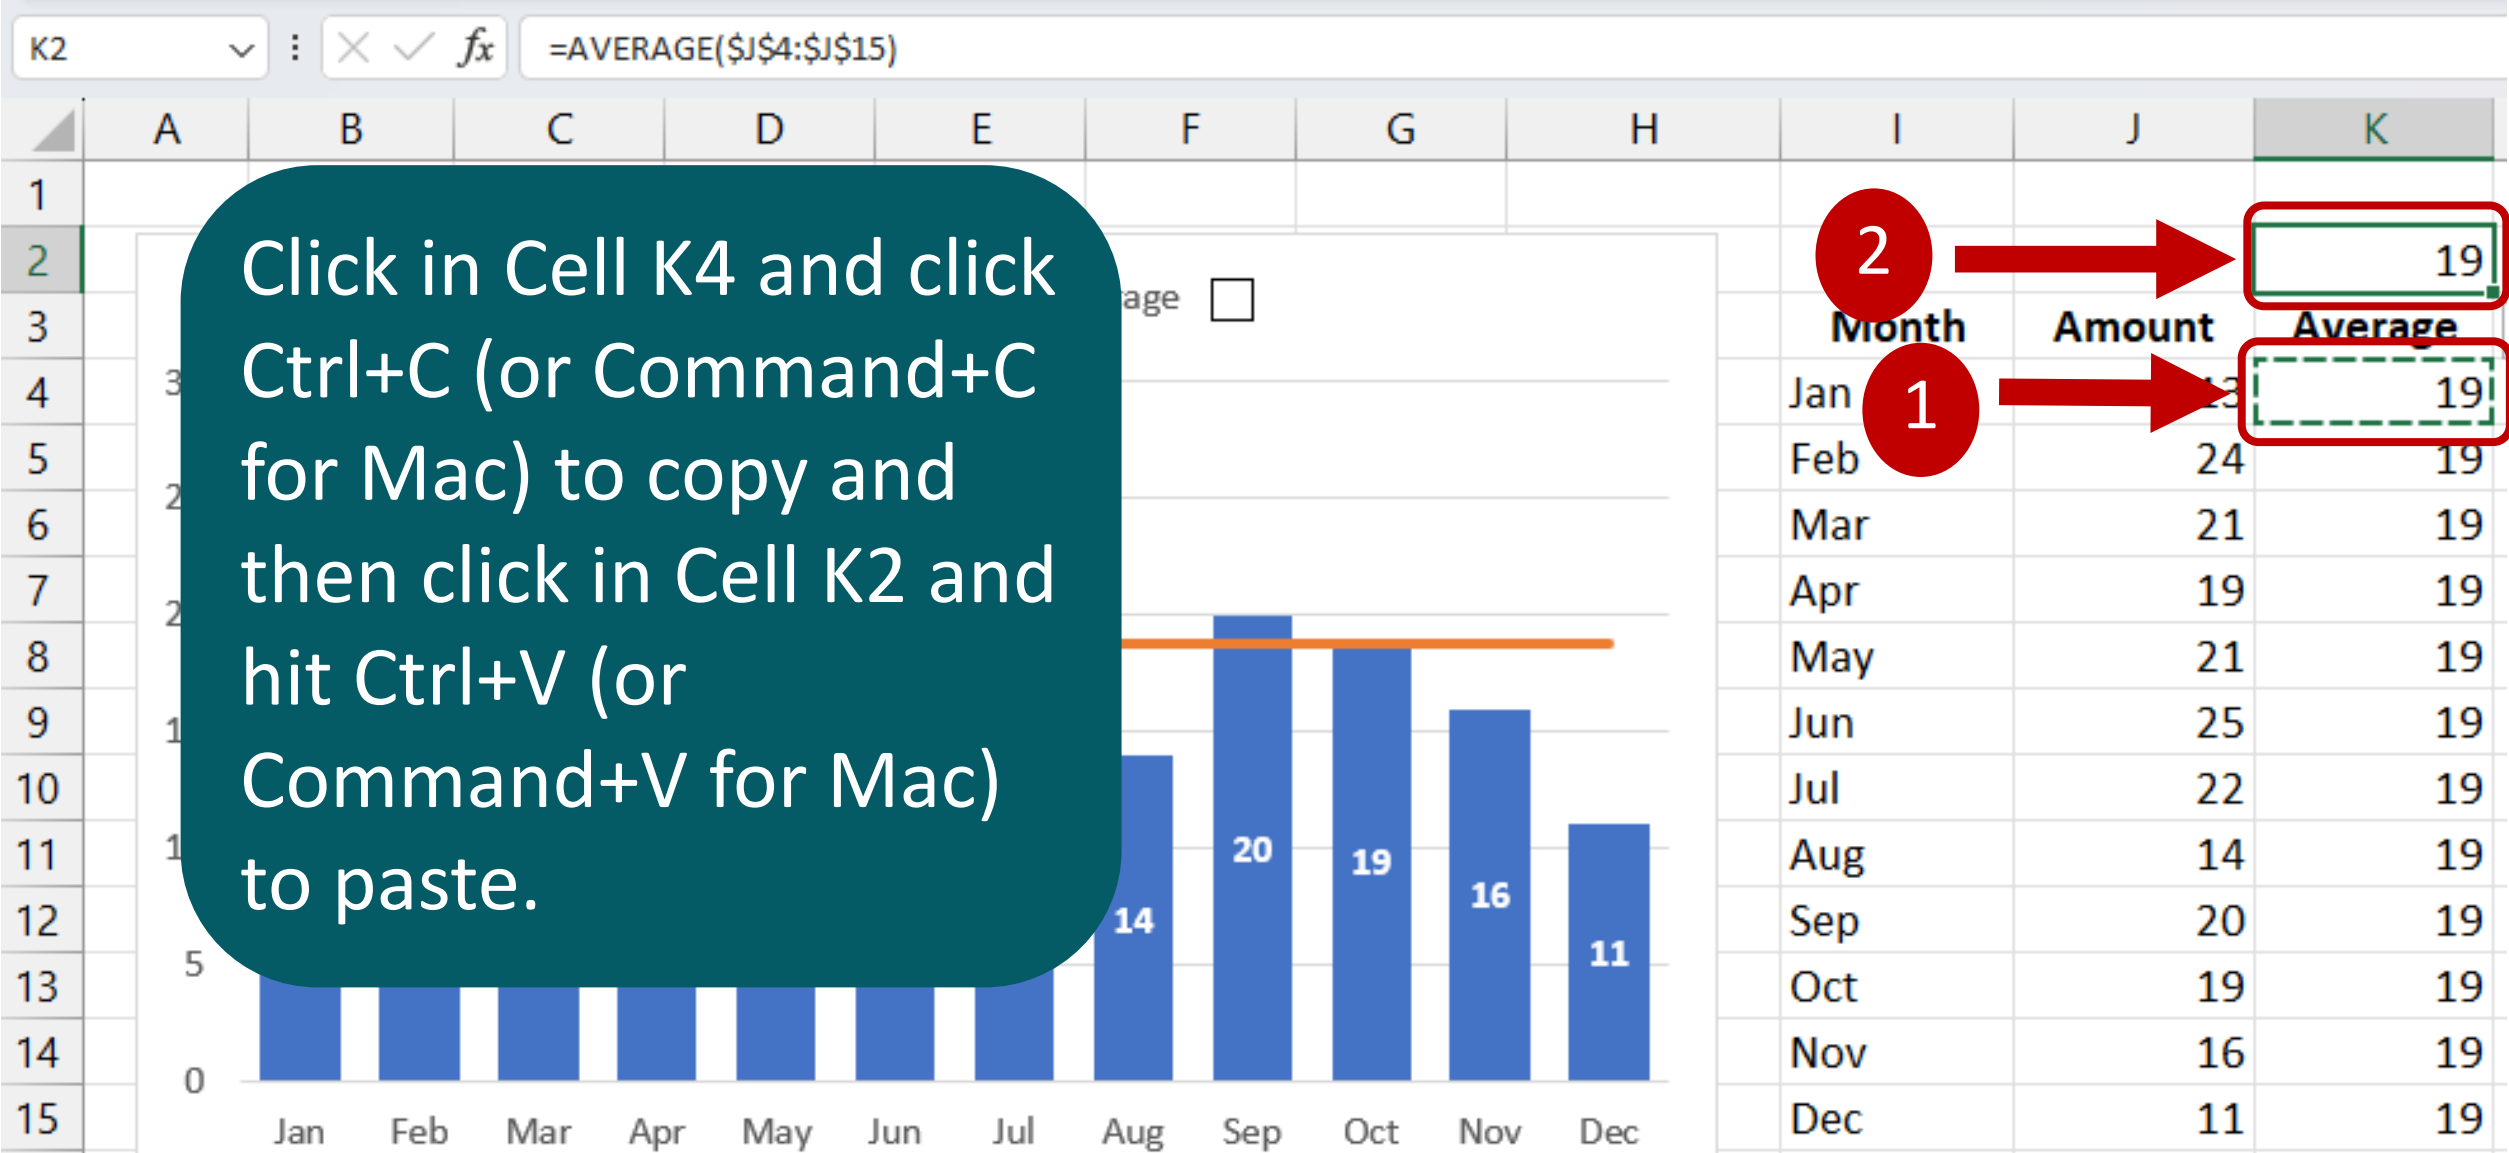 K2 fx =AVERAGE($J$4:$J$15)
A B C D E F G H I J K
1
2 2 19
3 Month Amount Average
4 Jan 1 13 19
5 Feb 24 19
6 Mar 21 19
7 Apr 19 19
8 May 21 19
9 Jun 25 19
10 Jul 22 19
11 Aug 14 19
12 Sep 20 19
13 Oct 19 19
14 Nov 16 19
15 Dec 11 19
Click in Cell K4 and click
Ctrl+C (or Command+C
for Mac) to copy and
then click in Cell K2 and
hit Ctrl+V (or
Command+V for Mac)
to paste.
14 20 19 16 11
5
0
Jan Feb Mar Apr May Jun Jul Aug Sep Oct Nov Dec